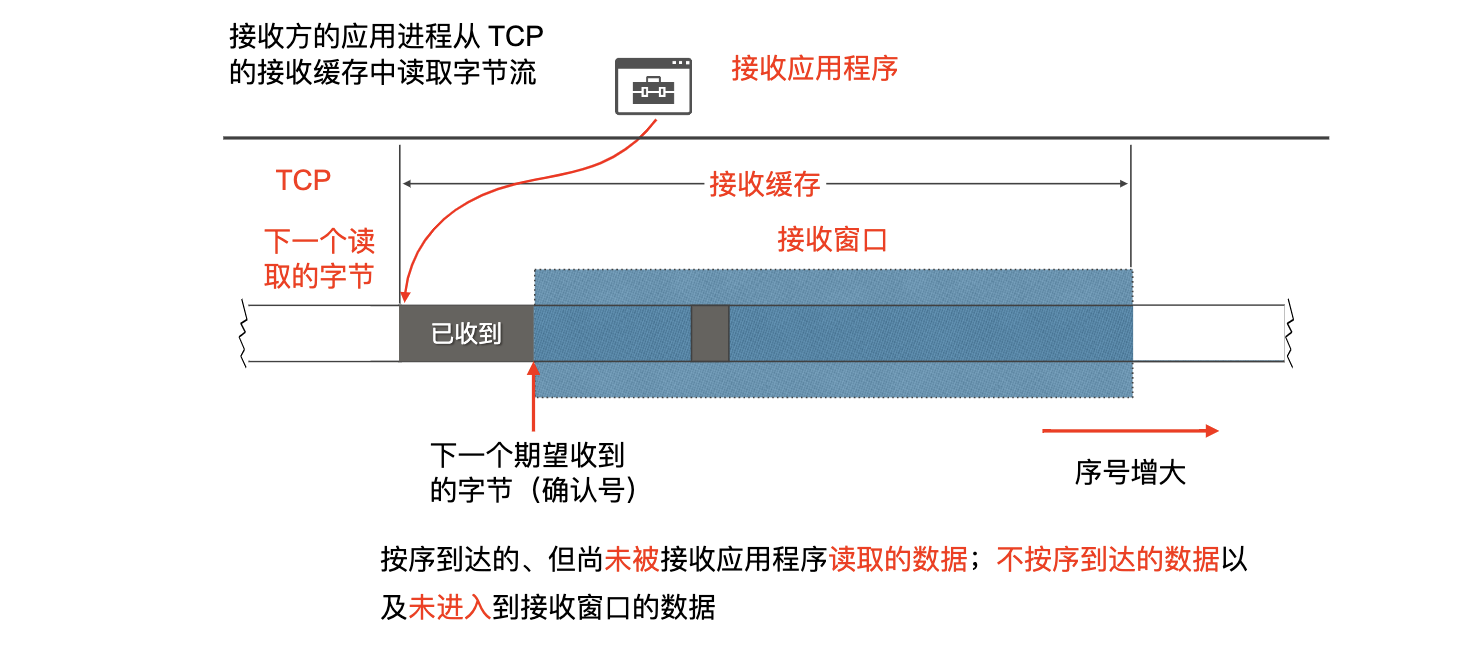 接收方的应用进程从 TCP
的接收缓存中读取字节流
接收应用程序
TCP
接收缓存
下一个读
取的字节
接收窗口
已收到
下一个期望收到
的字节（确认号）
序号增大
按序到达的、但尚未被接收应用程序读取的数据；不按序到达的数据以
及未进入到接收窗口的数据